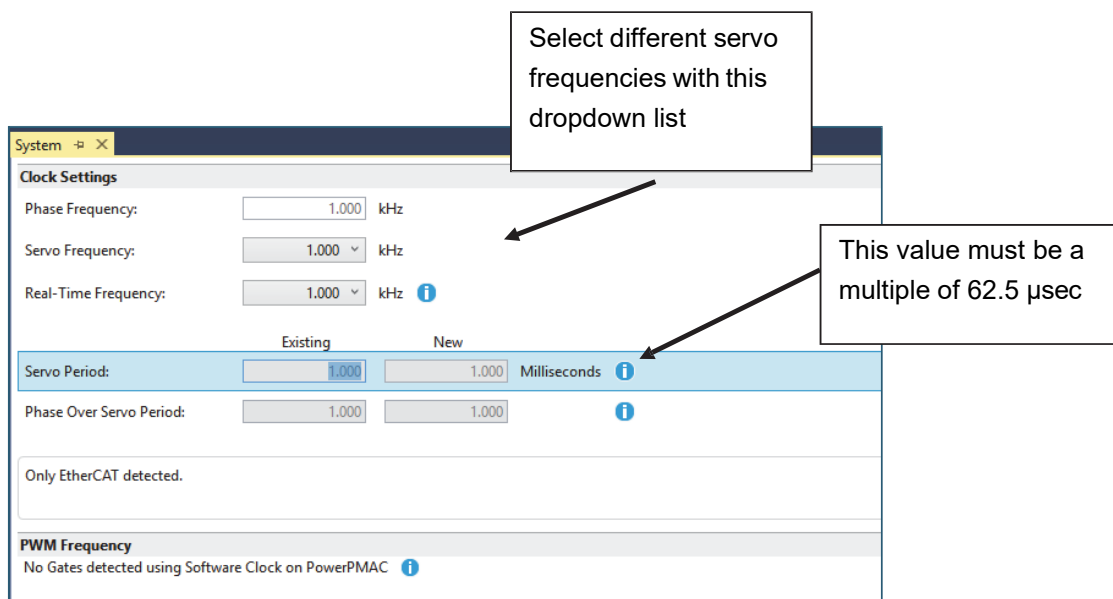 Select different servo
frequencies with this
dropdown list
System
Clock Settings
Phase Frequency: 1.000 kHz
Servo Frequency: 1.000 kHz
Real-Time Frequency: 1.000 kHz
This value must be a
multiple of 62.5 µsec
Existing New
Servo Period: 1.000 1.000 Milliseconds
Phase Over Servo Period: 1.000 1.000
Only EtherCAT detected.
PWM Frequency
No Gates detected using Software Clock on PowerPMAC